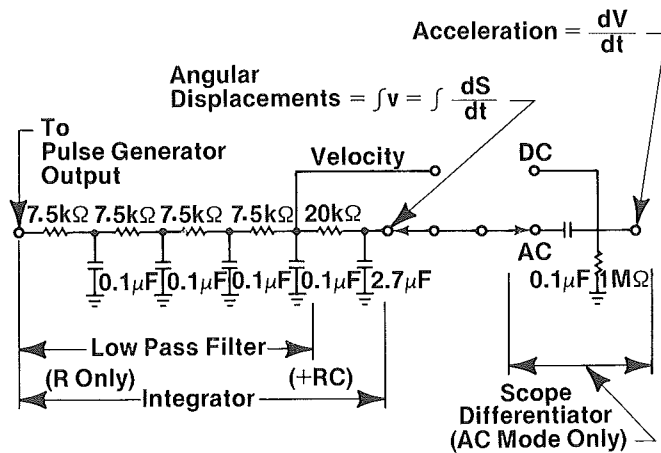 Acceleration = dV/dt
Angular
Displacements = ∫v = ∫ dS/dt
To
Pulse Generator
Output
Velocity
DC
7.5kΩ 7.5kΩ 7.5kΩ 7.5kΩ 20kΩ
AC
0.1μF 0.1μF 0.1μF 0.1μF 2.7μF 0.1μF 1MΩ
Low Pass Filter
(R Only) (+RC)
Integrator
Scope
Differentiator
(AC Mode Only)